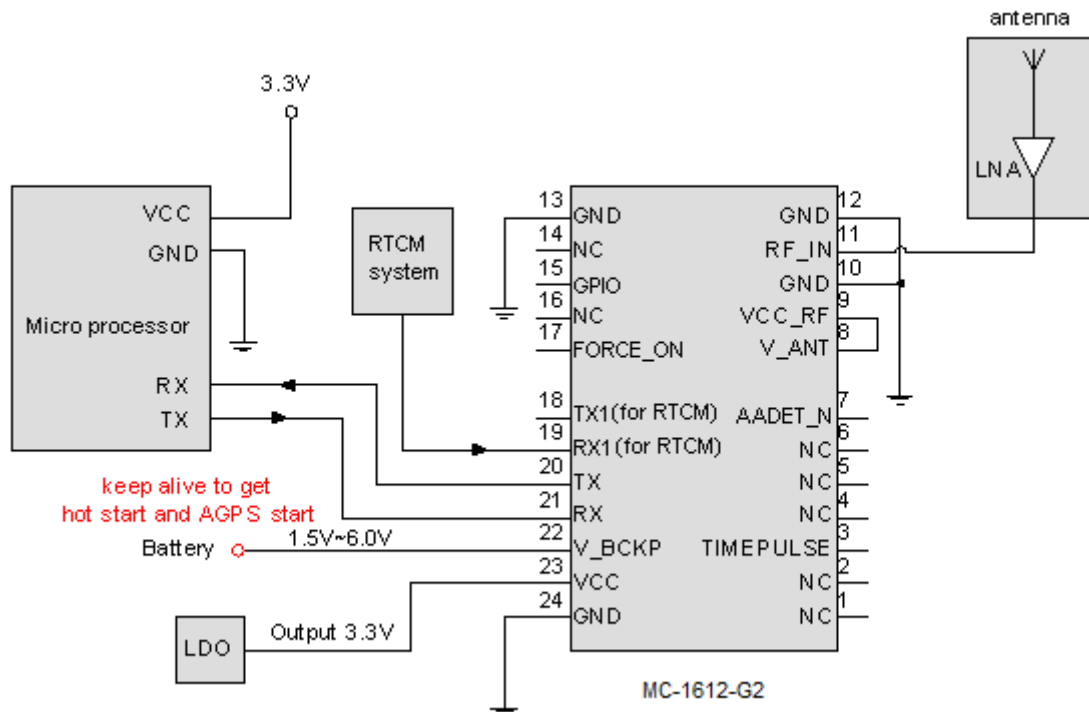 antenna
LNA
3.3V
VCC
GND
Micro processor
RX
TX
RTCM
system
13
GND
14
NC
15
GPIO
16
NC
17
FORCE_ON
18
TX1(for RTCM)
19
RX1(for RTCM)
20
TX
21
RX
22
V_BCKP
23
VCC
24
GND
12
GND
11
RF_IN
10
GND
9
VCC_RF
8
V_ANT
7
AADET_N
6
NC
5
NC
4
NC
3
TIMEPULSE
2
NC
1
NC
keep alive to get
hot start and AGPS start
Battery
1.5V~6.0V
LDO
Output 3.3V
MC-1612-G2